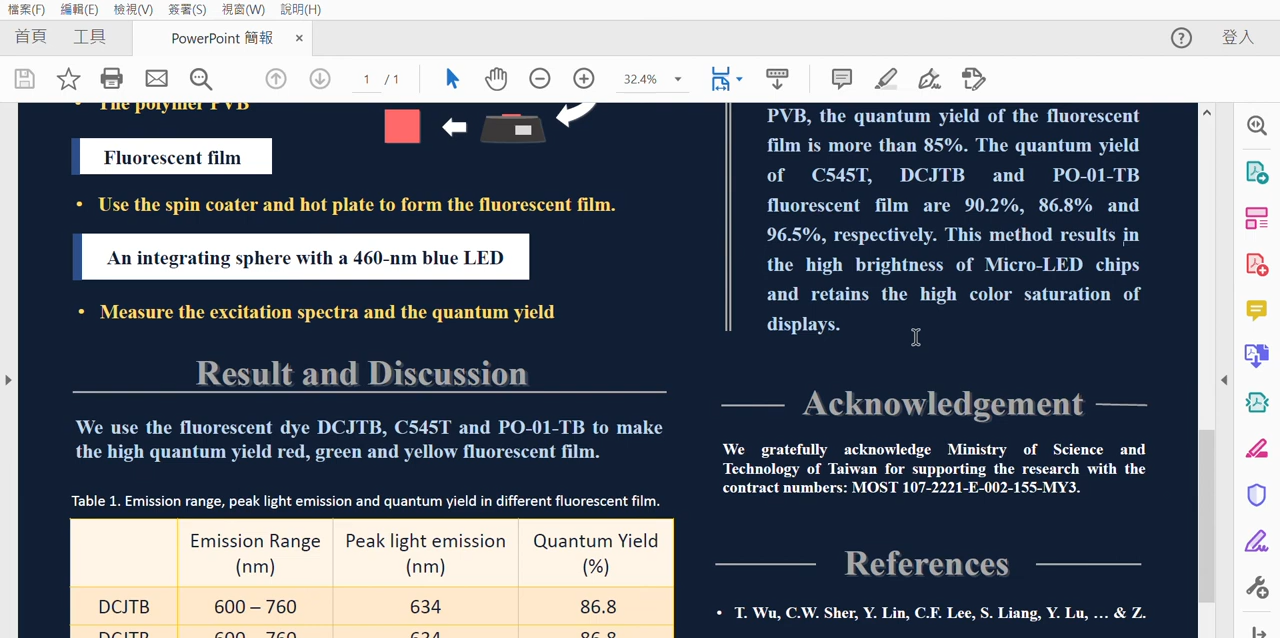 檔案(F) 編輯(E) 檢視(V) 簽署(S) 視窗(W) 說明(H)
首頁 工具 PowerPoint 簡報 × ? 登入
1 / 1 32.4%
• The polymer PVB
Fluorescent film
• Use the spin coater and hot plate to form the fluorescent film.
An integrating sphere with a 460-nm blue LED
• Measure the excitation spectra and the quantum yield
Result and Discussion
We use the fluorescent dye DCJTB, C545T and PO-01-TB to make
the high quantum yield red, green and yellow fluorescent film.
Table 1. Emission range, peak light emission and quantum yield in different fluorescent film.
Emission Range (nm) Peak light emission (nm) Quantum Yield (%)
DCJTB 600 – 760 634 86.8
DCJTB 600 – 760 634 86.8
PVB, the quantum yield of the fluorescent
film is more than 85%. The quantum yield
of C545T, DCJTB and PO-01-TB
fluorescent film are 90.2%, 86.8% and
96.5%, respectively. This method results in
the high brightness of Micro-LED chips
and retains the high color saturation of
displays.
Acknowledgement
We gratefully acknowledge Ministry of Science and
Technology of Taiwan for supporting the research with the
contract numbers: MOST 107-2221-E-002-155-MY3.
References
• T. Wu, C.W. Sher, Y. Lin, C.F. Lee, S. Liang, Y. Lu, … & Z.